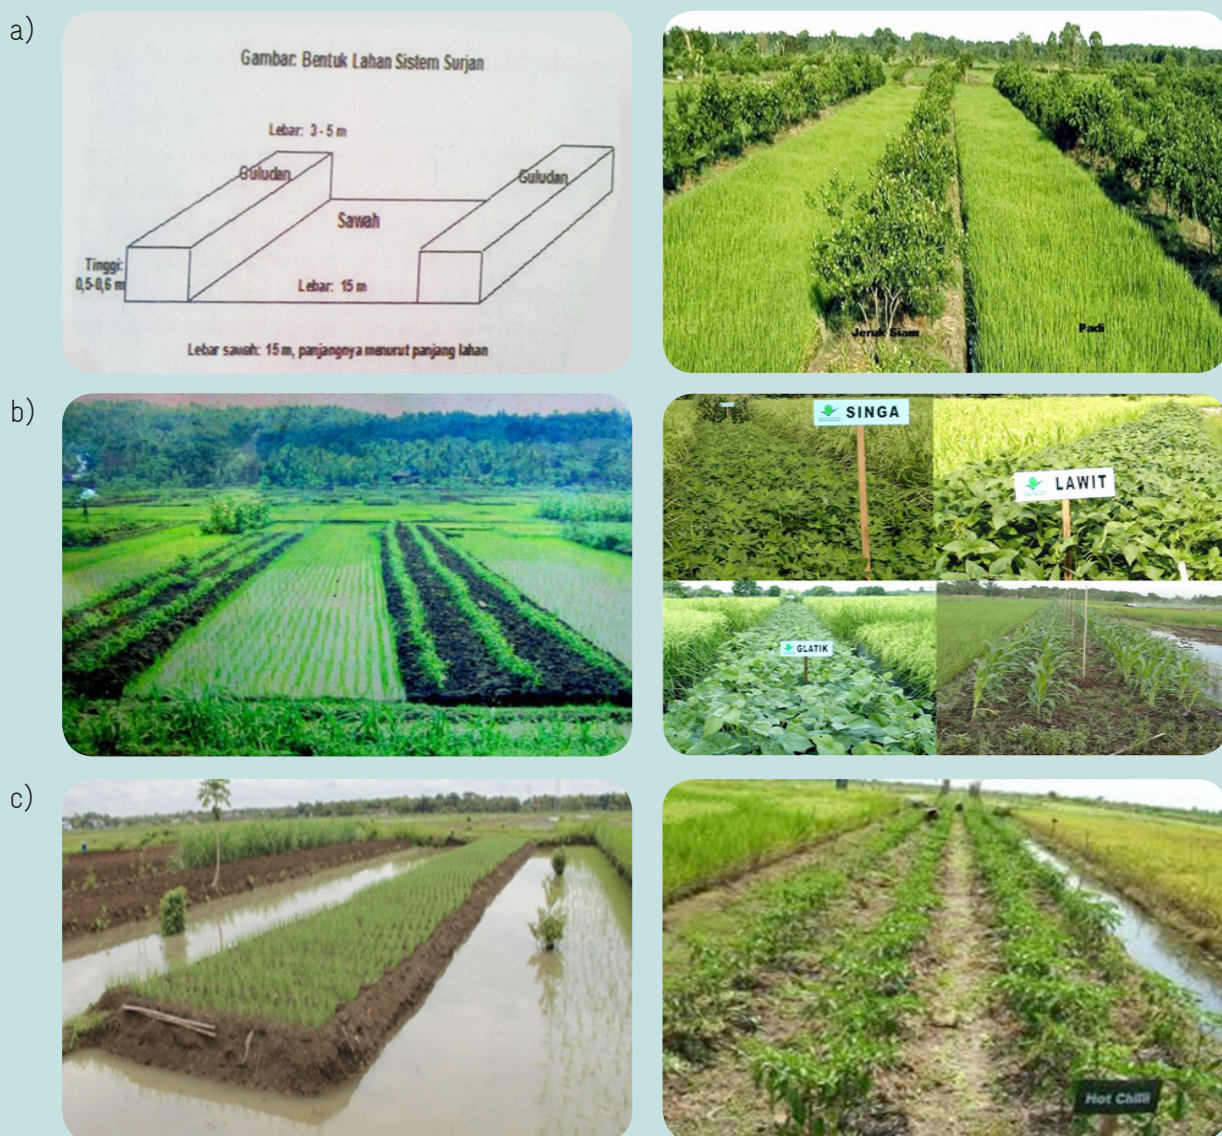 a)
Gambar: Bentuk Lahan Sistem Surjan
Lebar: 3 - 5 m
Guludan
Guludan
Sawah
Tinggi:
0,5-0,6 m
Lebar: 15 m
Lebar sawah: 15 m, panjangnya menurut panjang lahan
Jeruk Siam
Padi
b)
SINGA
LAWIT
GLATIK
c)
Hot Chilli